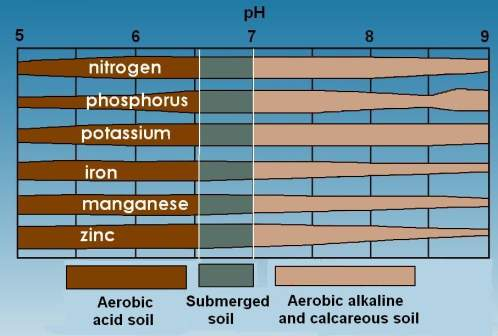 pH
5 6 7 8 9
nitrogen
phosphorus
potassium
iron
manganese
zinc
Aerobic
acid soil
Submerged
soil
Aerobic alkaline
and calcareous soil